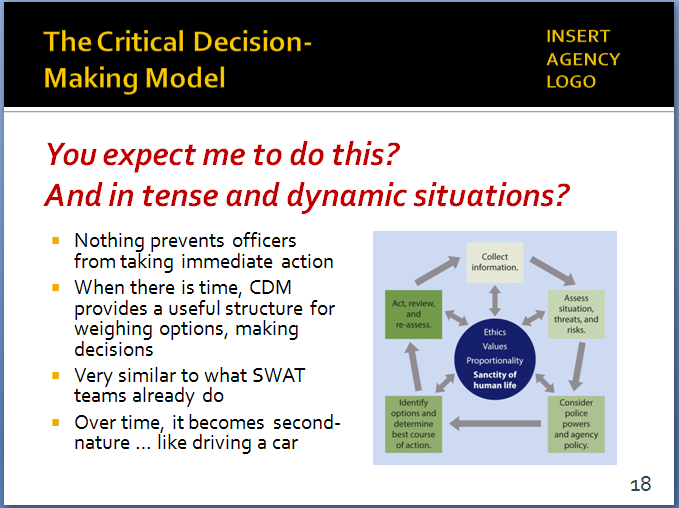 The Critical Decision-
Making Model
INSERT
AGENCY
LOGO
You expect me to do this?
And in tense and dynamic situations?
Nothing prevents officers
from taking immediate action
When there is time, CDM
provides a useful structure for
weighing options, making
decisions
Very similar to what SWAT
teams already do
Over time, it becomes second-
nature ... like driving a car
Collect
information.
Assess
situation,
threats, and
risks.
Consider
police
powers
and agency
policy.
Identify
options and
determine
best course
of action.
Act, review,
and
re-assess.
Ethics
Values
Proportionality
Sanctity of
human life
18